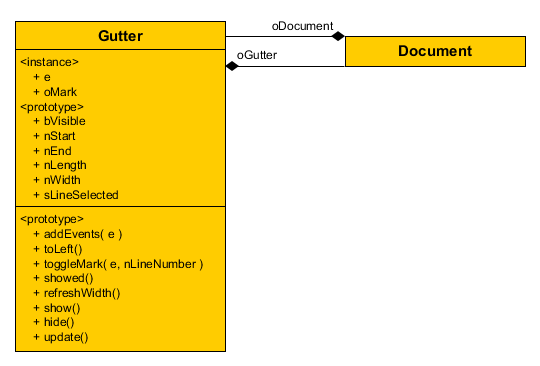 Gutter
<instance>
+ e
+ oMark
<prototype>
+ bVisible
+ nStart
+ nEnd
+ nLength
+ nWidth
+ sLineSelected
<prototype>
+ addEvents( e )
+ toLeft()
+ toggleMark( e, nLineNumber )
+ showed()
+ refreshWidth()
+ show()
+ hide()
+ update()
oDocument
oGutter
Document